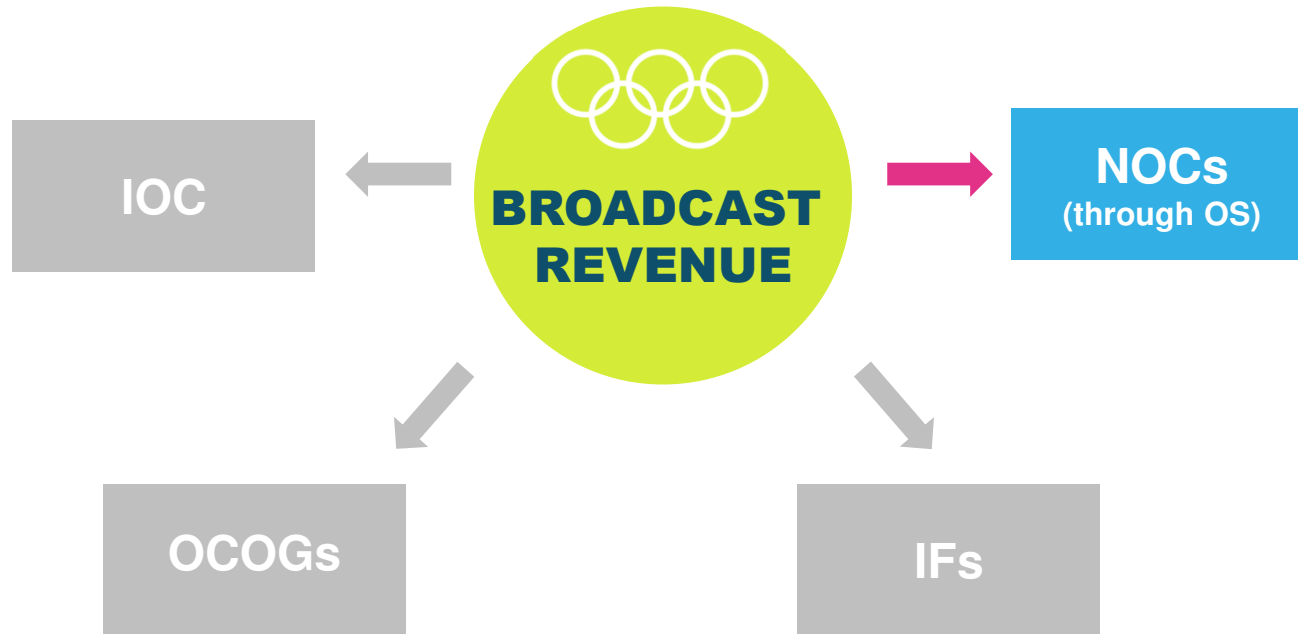 BROADCAST
REVENUE
IOC
NOCs
(through OS)
OCOGs
IFs